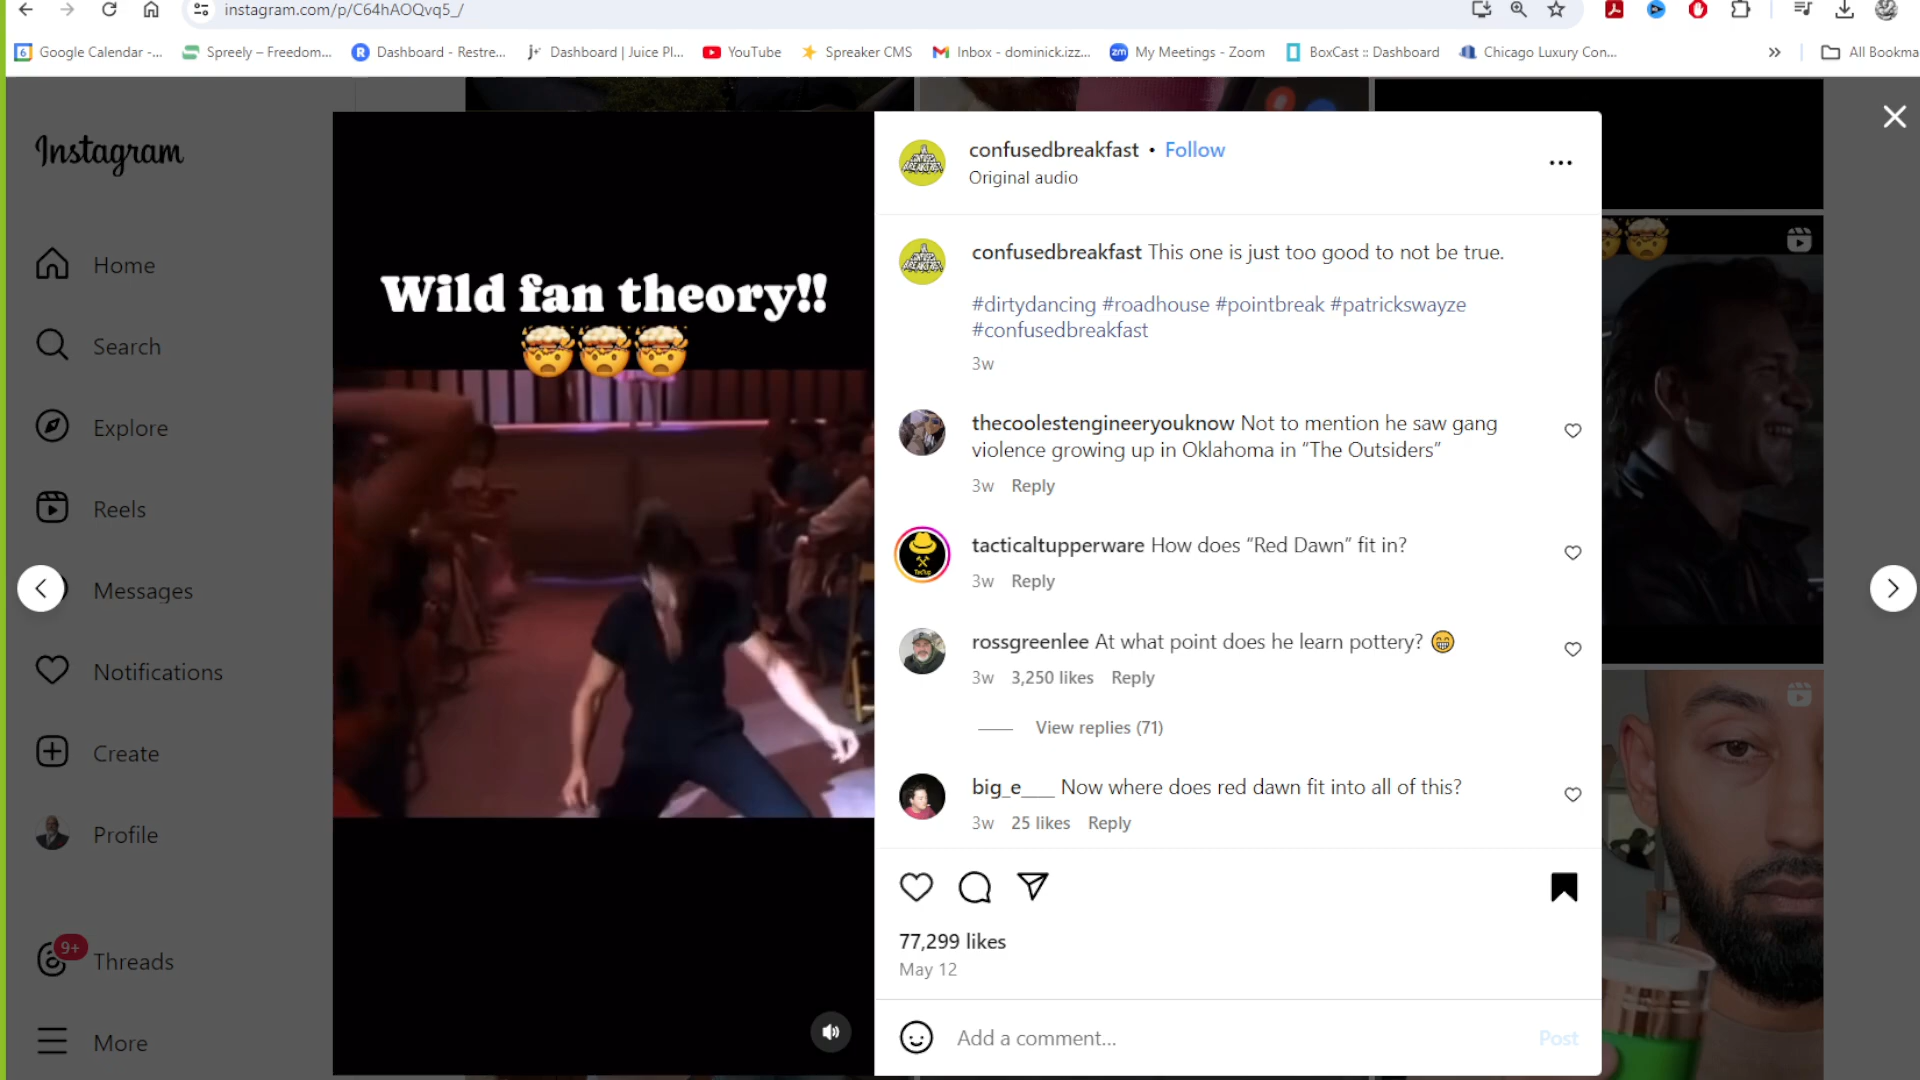 instagram.com/p/C64hAOQvq5_/
6 Google Calendar -...
Spreely – Freedom...
R Dashboard - Restre...
j+ Dashboard | Juice Pl...
YouTube
Spreaker CMS
Inbox - dominick.izz...
zm My Meetings - Zoom
BoxCast :: Dashboard
Chicago Luxury Con...
All Bookma
Instagram
Home
Search
Explore
Reels
Messages
Notifications
Create
Profile
9+
Threads
More
Wild fan theory!!
confusedbreakfast • Follow
Original audio
confusedbreakfast This one is just too good to not be true.
#dirtydancing #roadhouse #pointbreak #patrickswayze
#confusedbreakfast
3w
thecoolestengineeryouknow Not to mention he saw gang
violence growing up in Oklahoma in “The Outsiders”
3w Reply
tacticaltupperware How does “Red Dawn” fit in?
3w Reply
rossgreenlee At what point does he learn pottery? 😁
3w 3,250 likes Reply
View replies (71)
big_e___ Now where does red dawn fit into all of this?
3w 25 likes Reply
77,299 likes
May 12
Add a comment...
Post